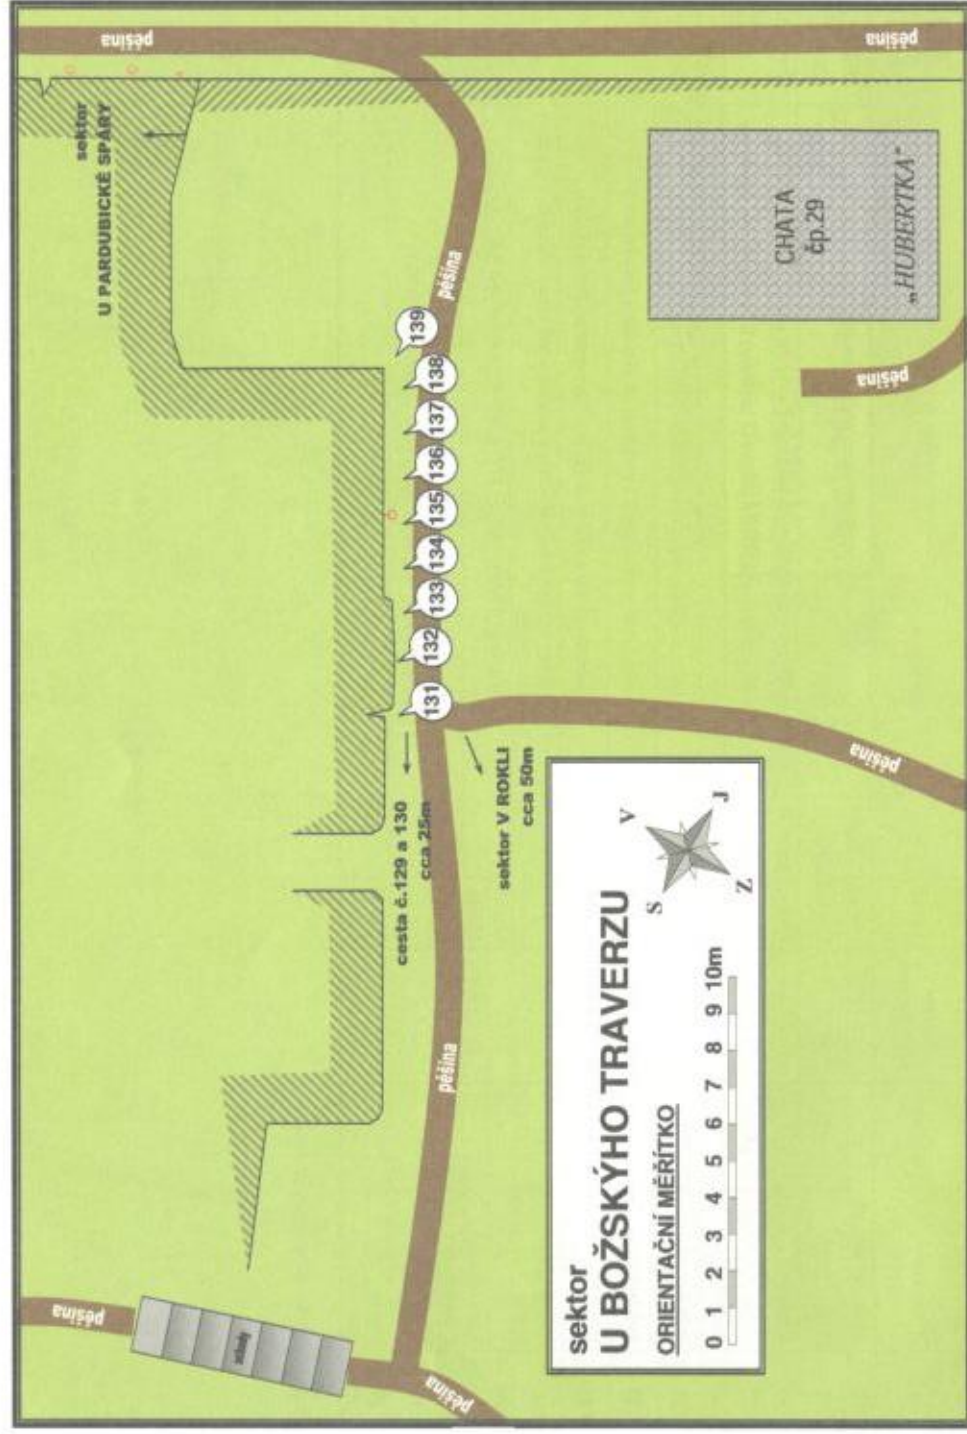 pěšina
pěšina
sektor
U PARDUBICKÉ SPÁRY
CHATA
čp.29
„HUBERTKA“
pěšina
pěšina
139
138
137
136
135
134
133
132
131
cesta č.129 a 130
cca 25m
sektor V ROKLI
cca 50m
pěšina
pěšina
pěšina
schody
pěšina
sektor
U BOŽSKÝHO TRAVERZU
ORIENTAČNÍ MĚŘÍTKO
0 1 2 3 4 5 6 7 8 9 10m
S
V
J
Z